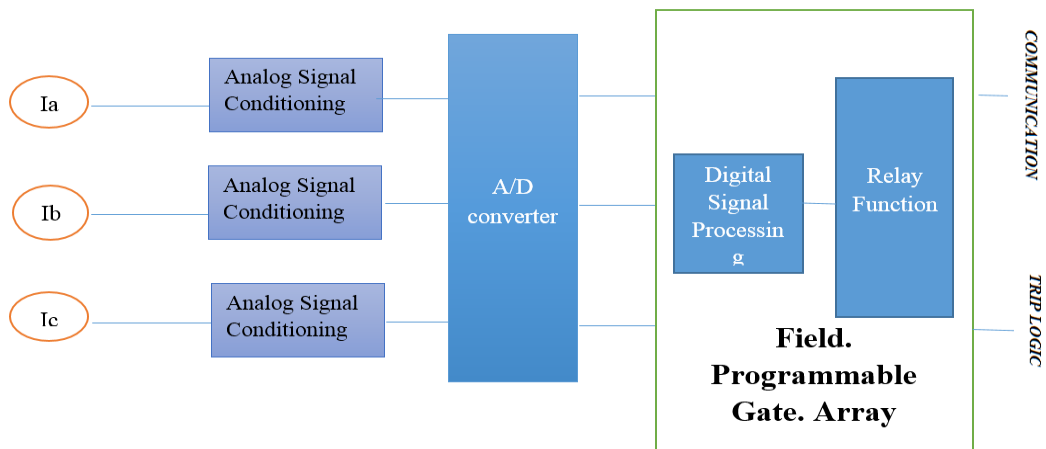 Ia
Analog Signal
Conditioning
Ib
Analog Signal
Conditioning
Ic
Analog Signal
Conditioning
A/D
converter
Digital
Signal
Processin
g
Relay
Function
Field.
Programmable
Gate. Array
COMMUNICATION
TRIP LOGIC